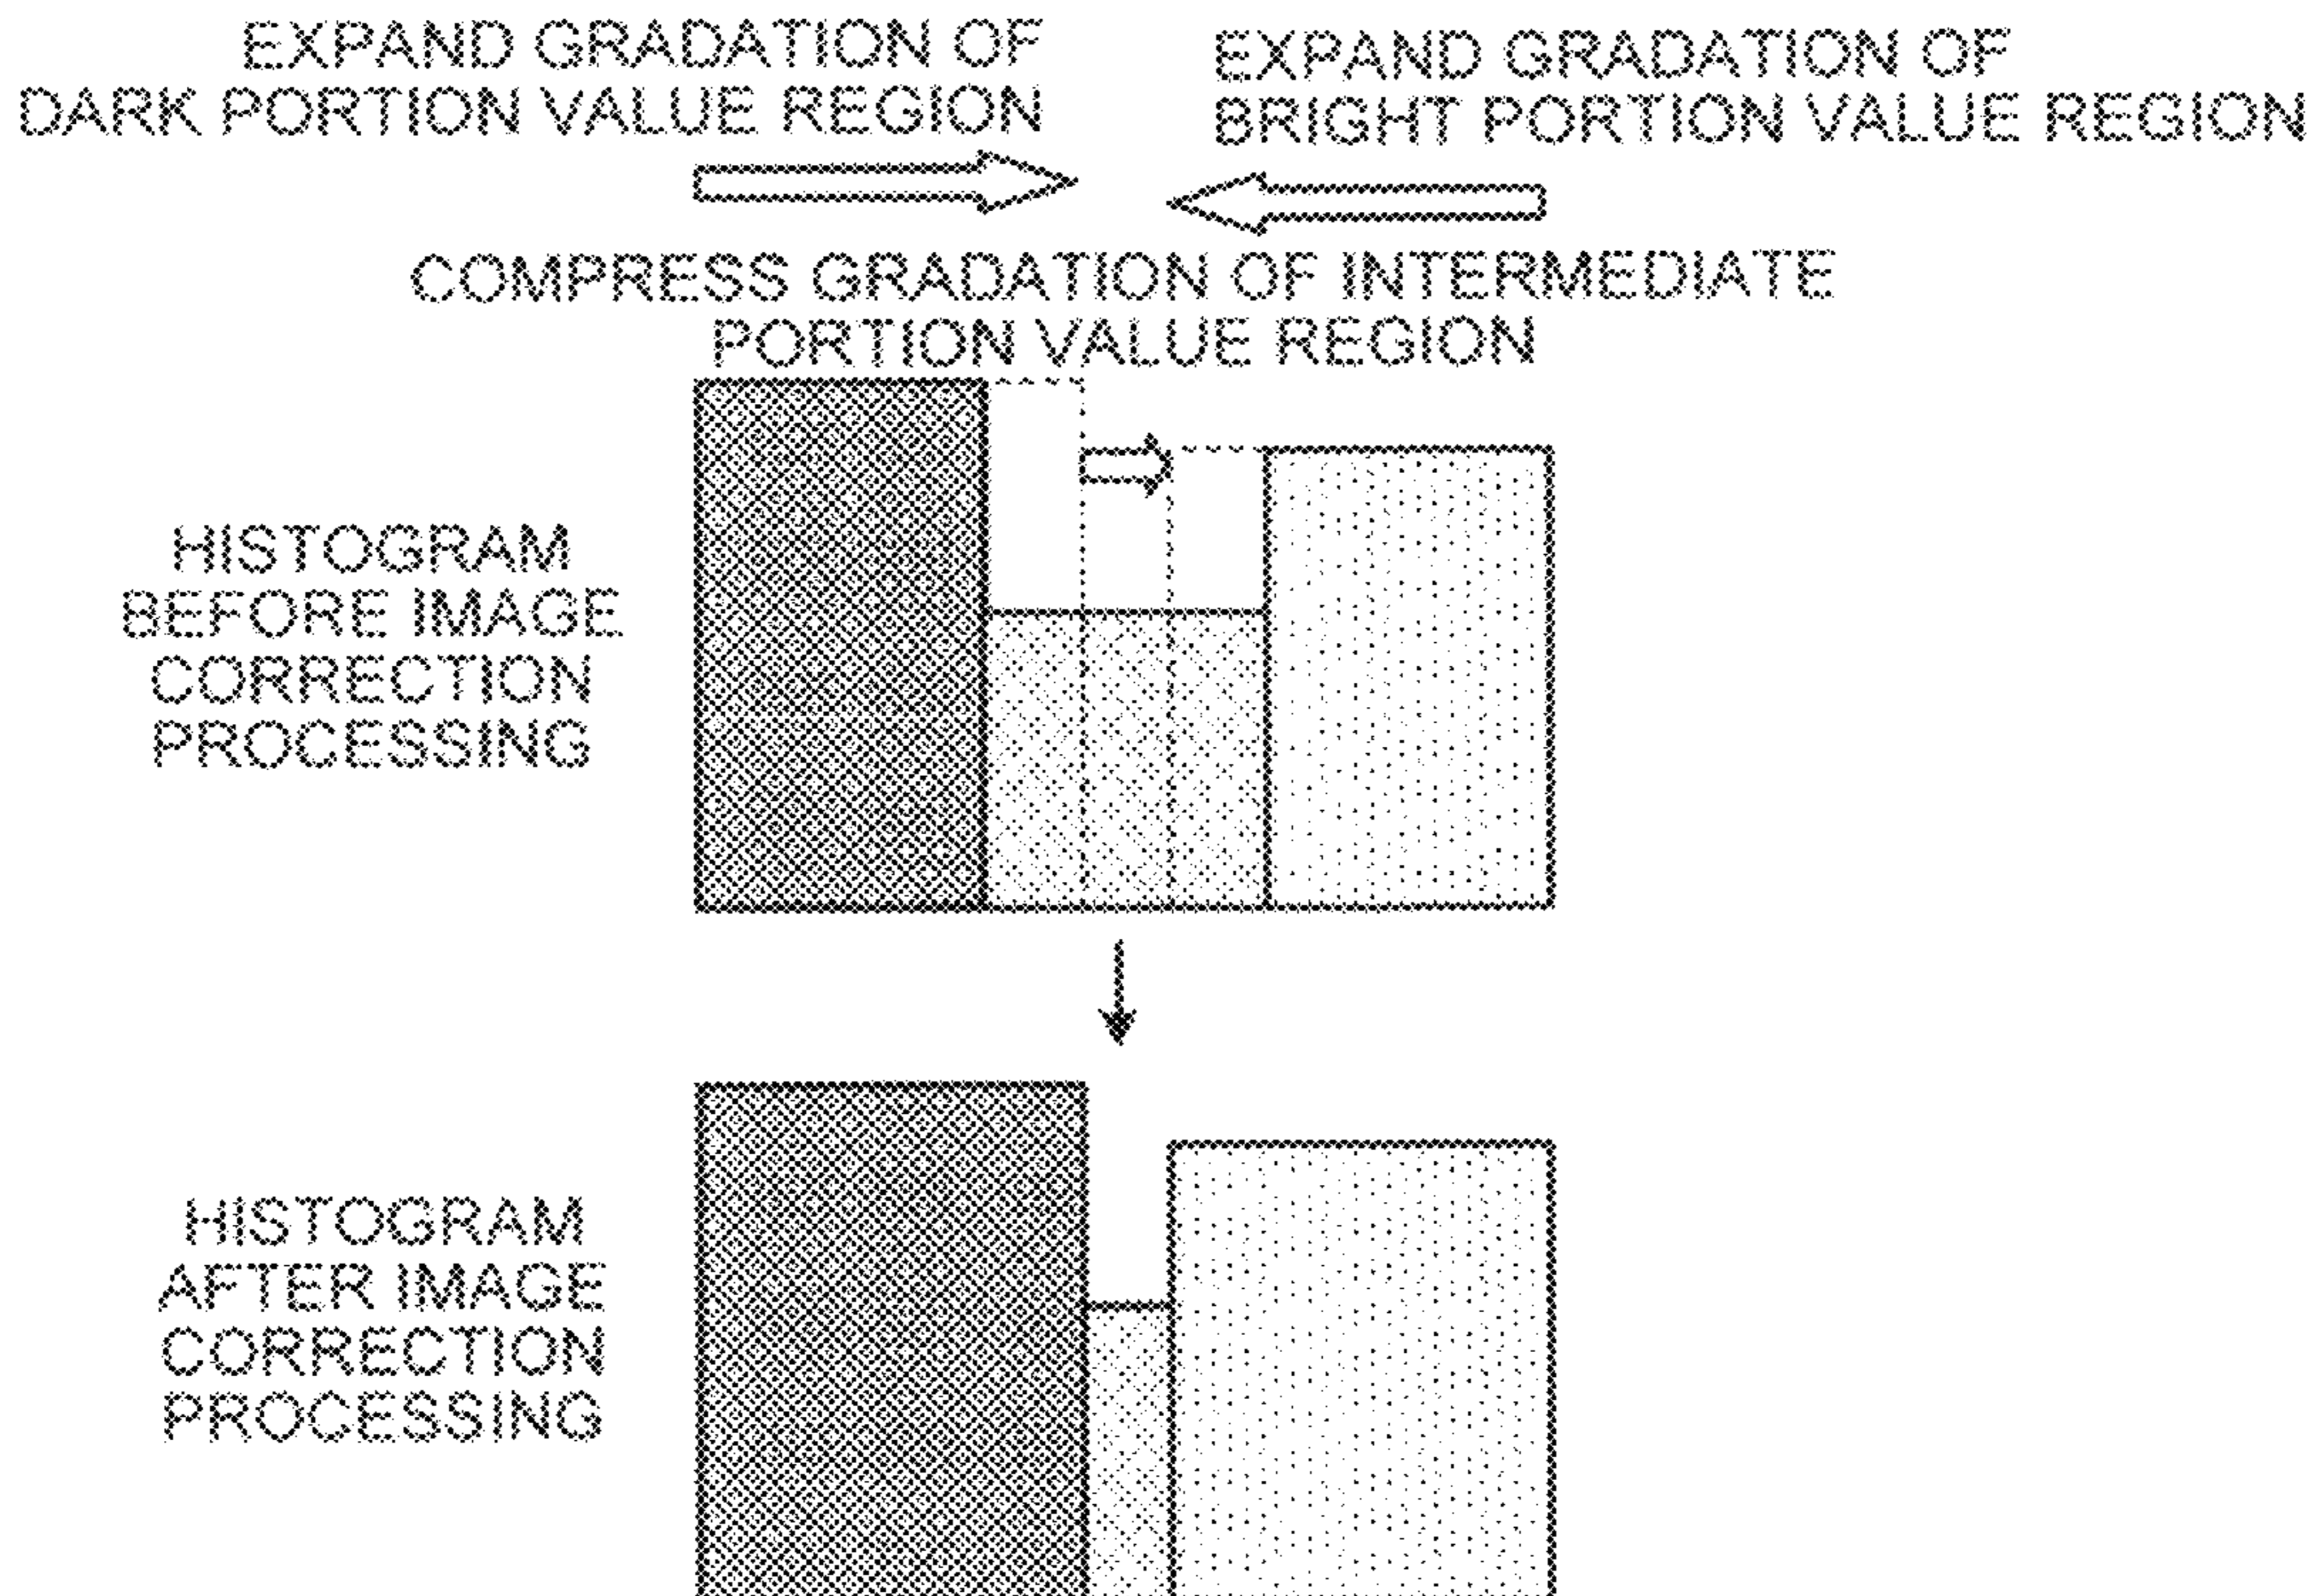 EXPAND GRADATION OF
DARK PORTION VALUE REGION
EXPAND GRADATION OF
BRIGHT PORTION VALUE REGION
COMPRESS GRADATION OF INTERMEDIATE
PORTION VALUE REGION
HISTOGRAM
BEFORE IMAGE
CORRECTION
PROCESSING
HISTOGRAM
AFTER IMAGE
CORRECTION
PROCESSING